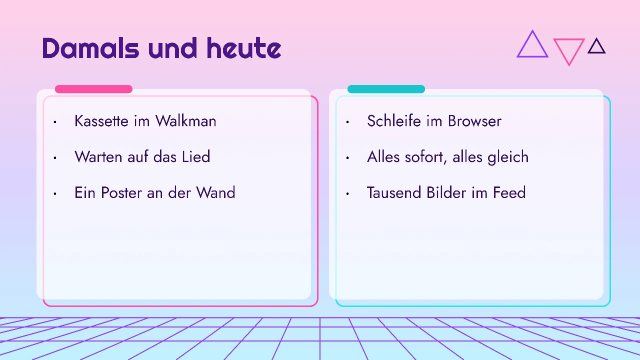 Damals und heute
· Kassette im Walkman
· Warten auf das Lied
· Ein Poster an der Wand
· Schleife im Browser
· Alles sofort, alles gleich
· Tausend Bilder im Feed